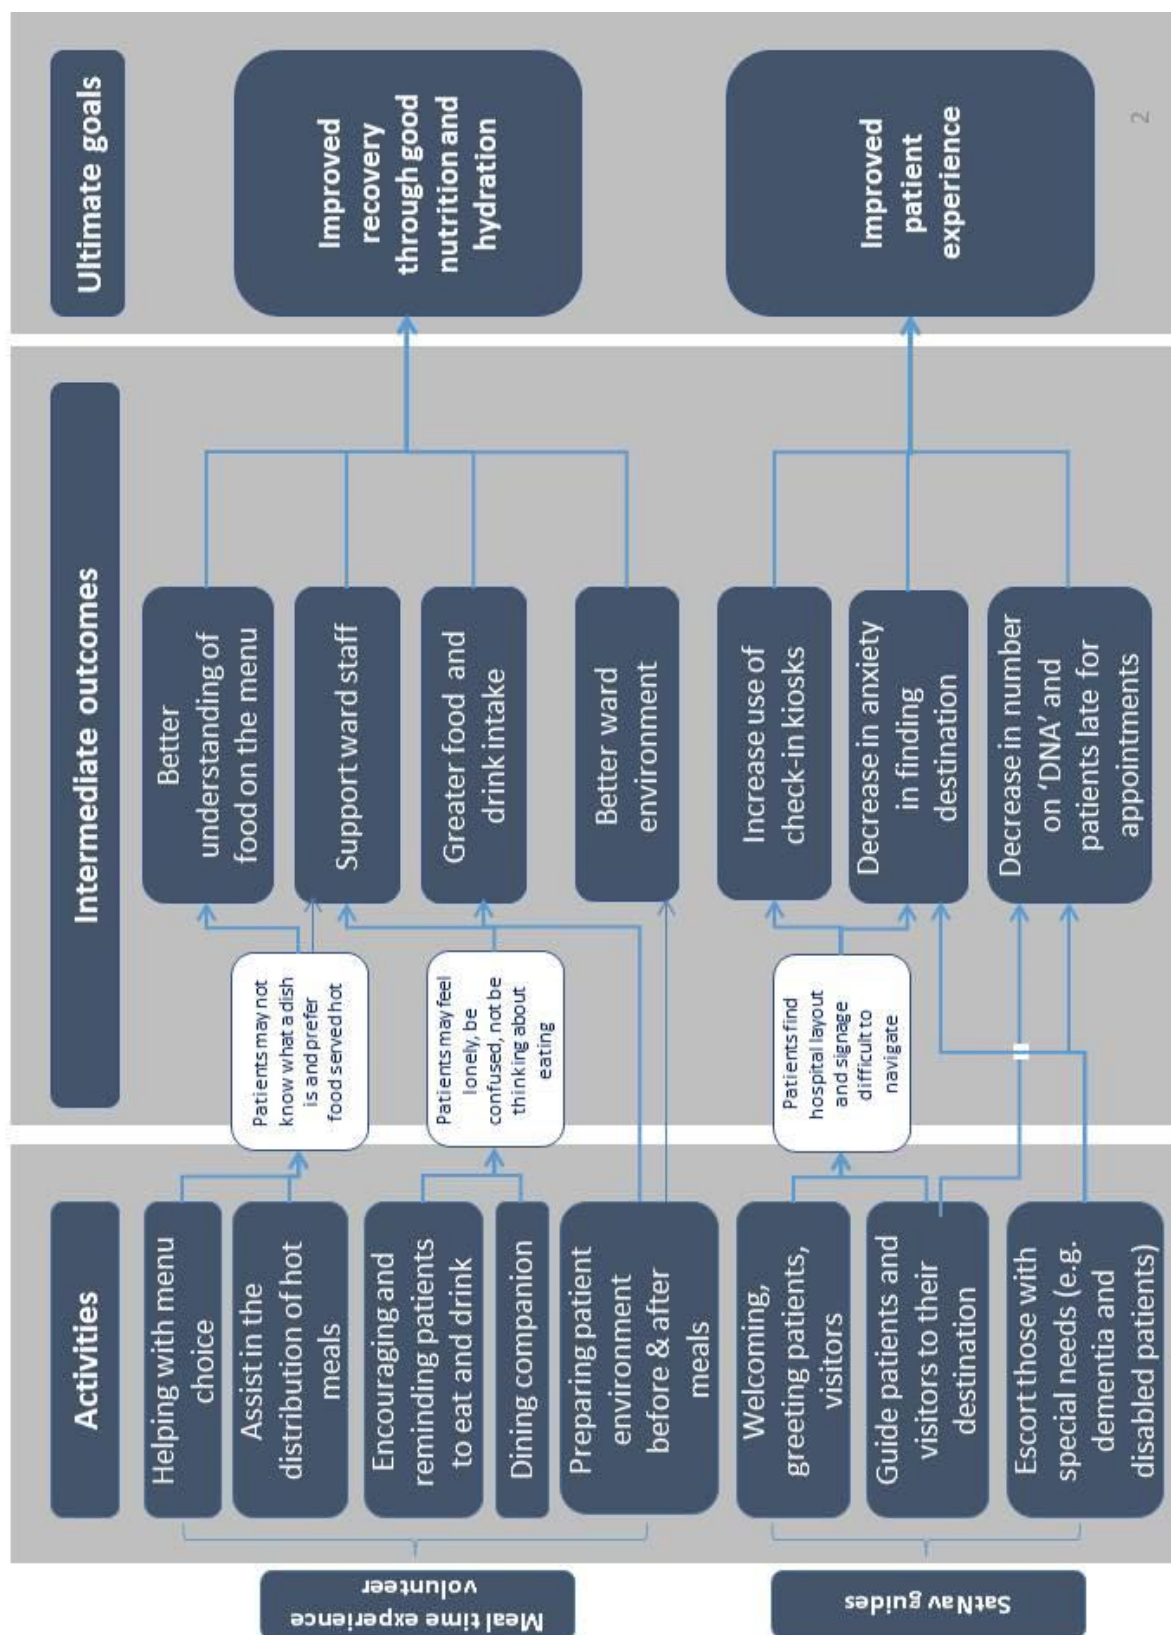 Activities
Intermediate outcomes
Ultimate goals
Meal time experience
volunteer
Helping with menu
choice
Assist in the
distribution of hot
meals
Encouraging and
reminding patients
to eat and drink
Dining companion
Preparing patient
environment
before & after
meals
Patients may not
know what a dish
is and prefer
food served hot
Patients may feel
lonely, be
confused, not be
thinking about
eating
Better
understanding of
food on the menu
Support ward staff
Greater food and
drink intake
Better ward
environment
Improved
recovery
through good
nutrition and
hydration
SatNav guides
Welcoming,
greeting patients,
visitors
Guide patients and
visitors to their
destination
Escort those with
special needs (e.g.
dementia and
disabled patients)
Patients find
hospital layout
and signage
difficult to
navigate
Increase use of
check-in kiosks
Decrease in anxiety
in finding
destination
Decrease in number
on ‘DNA’ and
patients late for
appointments
Improved
patient
experience
2